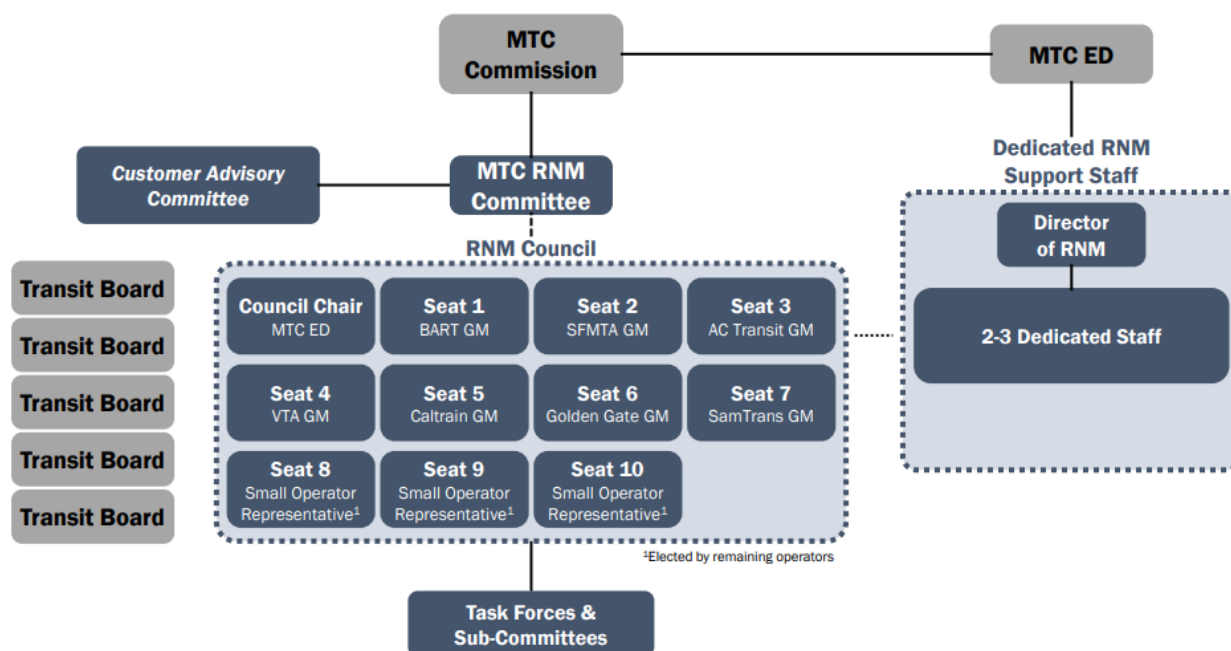 MTC
Commission
MTC ED
Customer Advisory
Committee
MTC RNM
Committee
Dedicated RNM
Support Staff
Director
of RNM
2-3 Dedicated Staff
RNM Council
Transit Board
Transit Board
Transit Board
Transit Board
Transit Board
Council Chair
MTC ED
Seat 1
BART GM
Seat 2
SFMTA GM
Seat 3
AC Transit GM
Seat 4
VTA GM
Seat 5
Caltrain GM
Seat 6
Golden Gate GM
Seat 7
SamTrans GM
Seat 8
Small Operator
Representative¹
Seat 9
Small Operator
Representative¹
Seat 10
Small Operator
Representative¹
¹Elected by remaining operators
Task Forces &
Sub-Committees